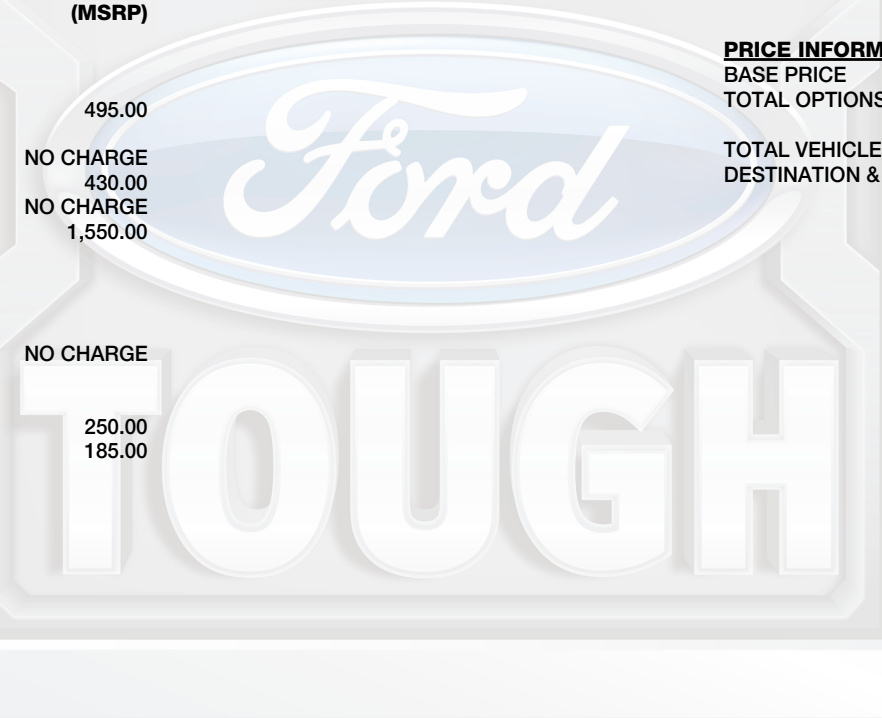 (MSRP)
495.00
NO CHARGE
430.00
NO CHARGE
1,550.00
NO CHARGE
250.00
185.00
PRICE INFORM
BASE PRICE
TOTAL OPTIONS
TOTAL VEHICLE
DESTINATION &
Ford
TOUGH